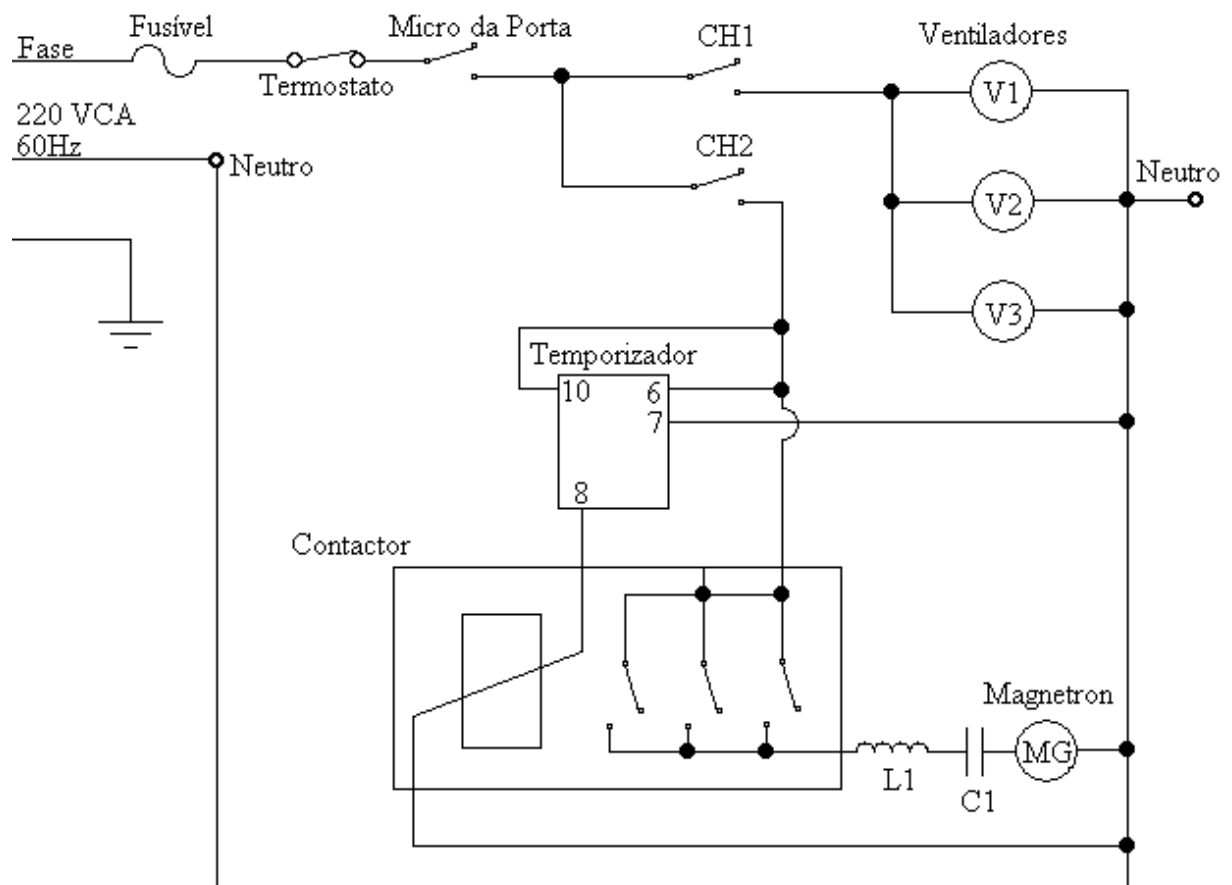 Fusível
Micro da Porta
CH1
Ventiladores
Fase
Termostato
V1
220 VCA
60Hz
Neutro
CH2
Neutro
V2
V3
Temporizador
10
6
7
8
Contactor
Magnetron
MG
L1
C1